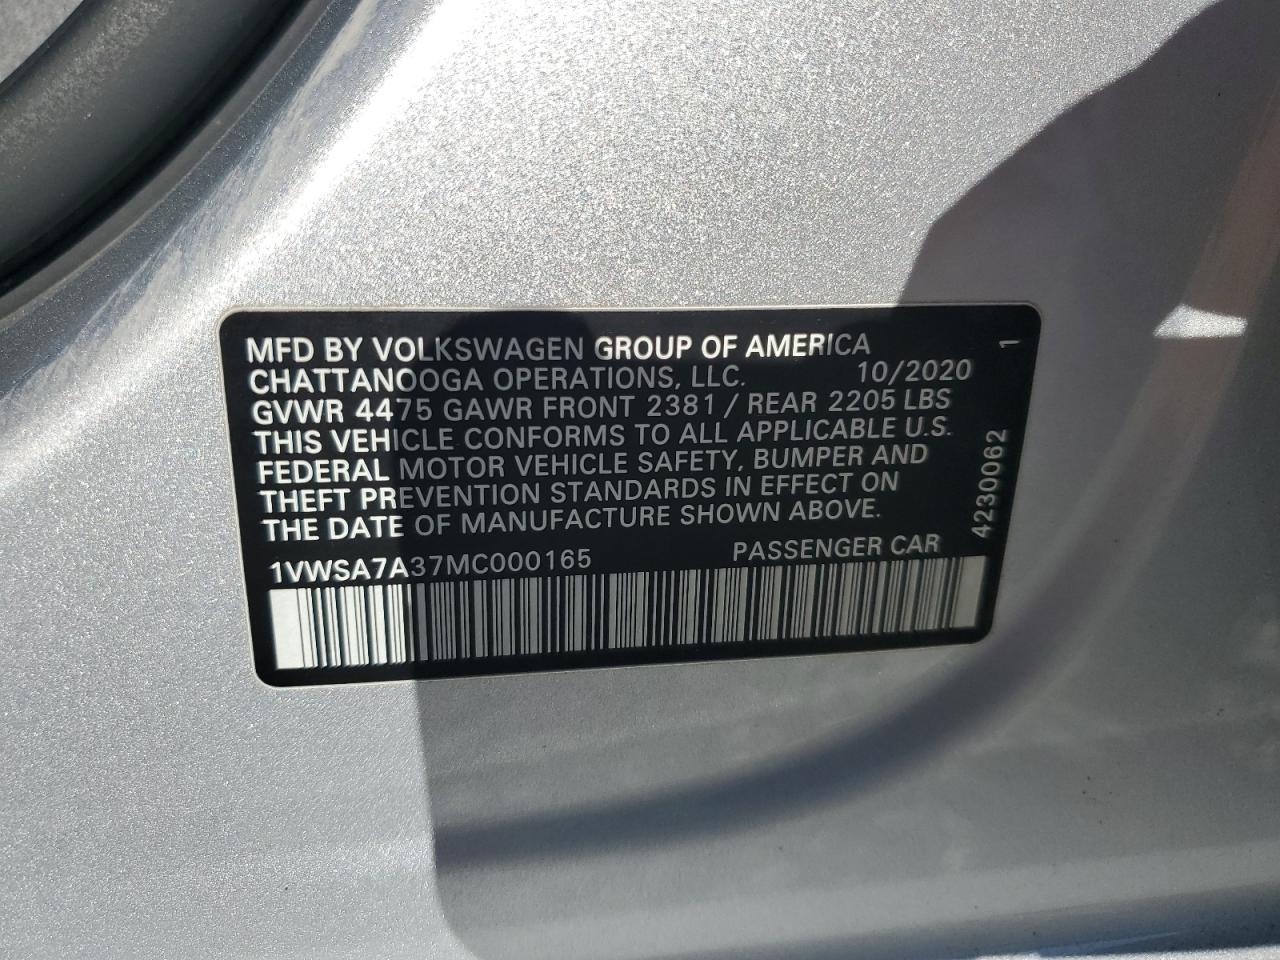 MFD BY VOLKSWAGEN GROUP OF AMERICA
CHATTANOOGA OPERATIONS, LLC. 10/2020
GVWR 4475 GAWR FRONT 2381 / REAR 2205 LBS
THIS VEHICLE CONFORMS TO ALL APPLICABLE U.S.
FEDERAL MOTOR VEHICLE SAFETY, BUMPER AND
THEFT PREVENTION STANDARDS IN EFFECT ON
THE DATE OF MANUFACTURE SHOWN ABOVE.
1VWSA7A37MC000165 PASSENGER CAR
4230062 1